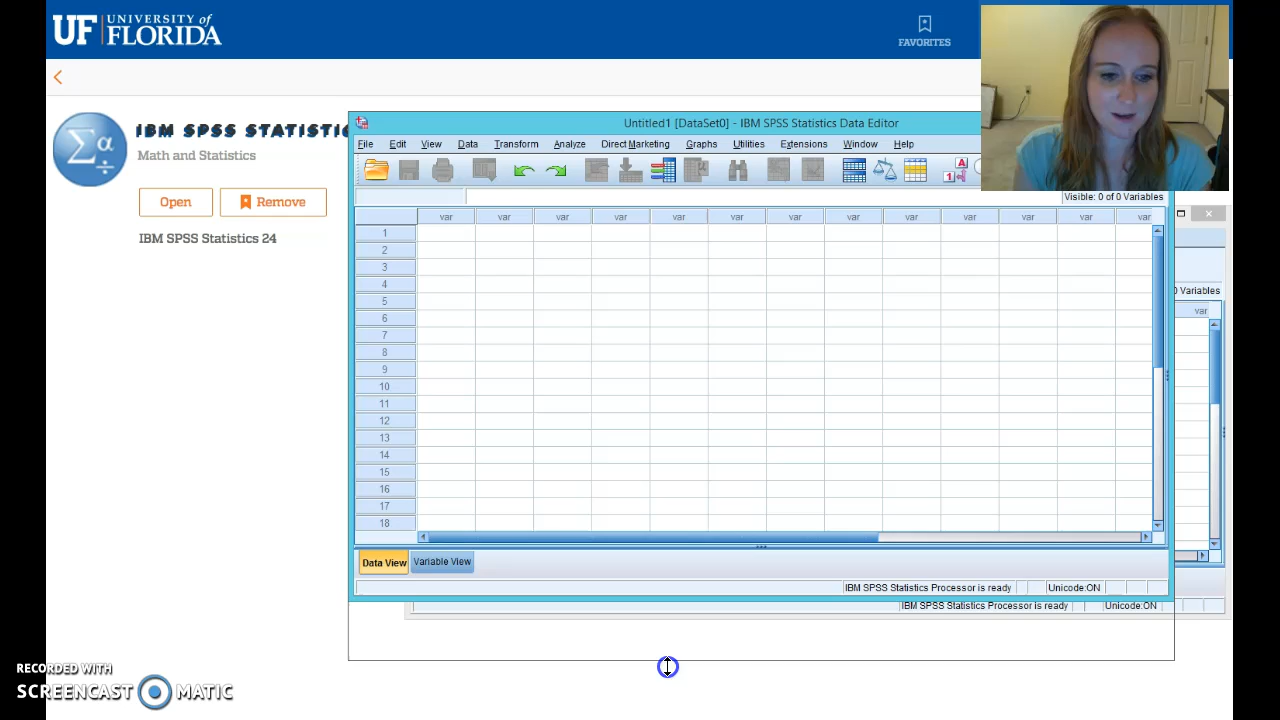 UF UNIVERSITY of FLORIDA
FAVORITES
IBM SPSS STATISTIC
Math and Statistics
Open
Remove
IBM SPSS Statistics 24
Untitled1 [DataSet0] - IBM SPSS Statistics Data Editor
File Edit View Data Transform Analyze Direct Marketing Graphs Utilities Extensions Window Help
A
1
Visible: 0 of 0 Variables
var var var var var var var var var var var var var
1
2
3
4
5
6
7
8
9
10
11
12
13
14
15
16
17
18
0 Variables
var
Data View Variable View
IBM SPSS Statistics Processor is ready Unicode:ON
IBM SPSS Statistics Processor is ready Unicode:ON
RECORDED WITH
SCREENCAST MATIC